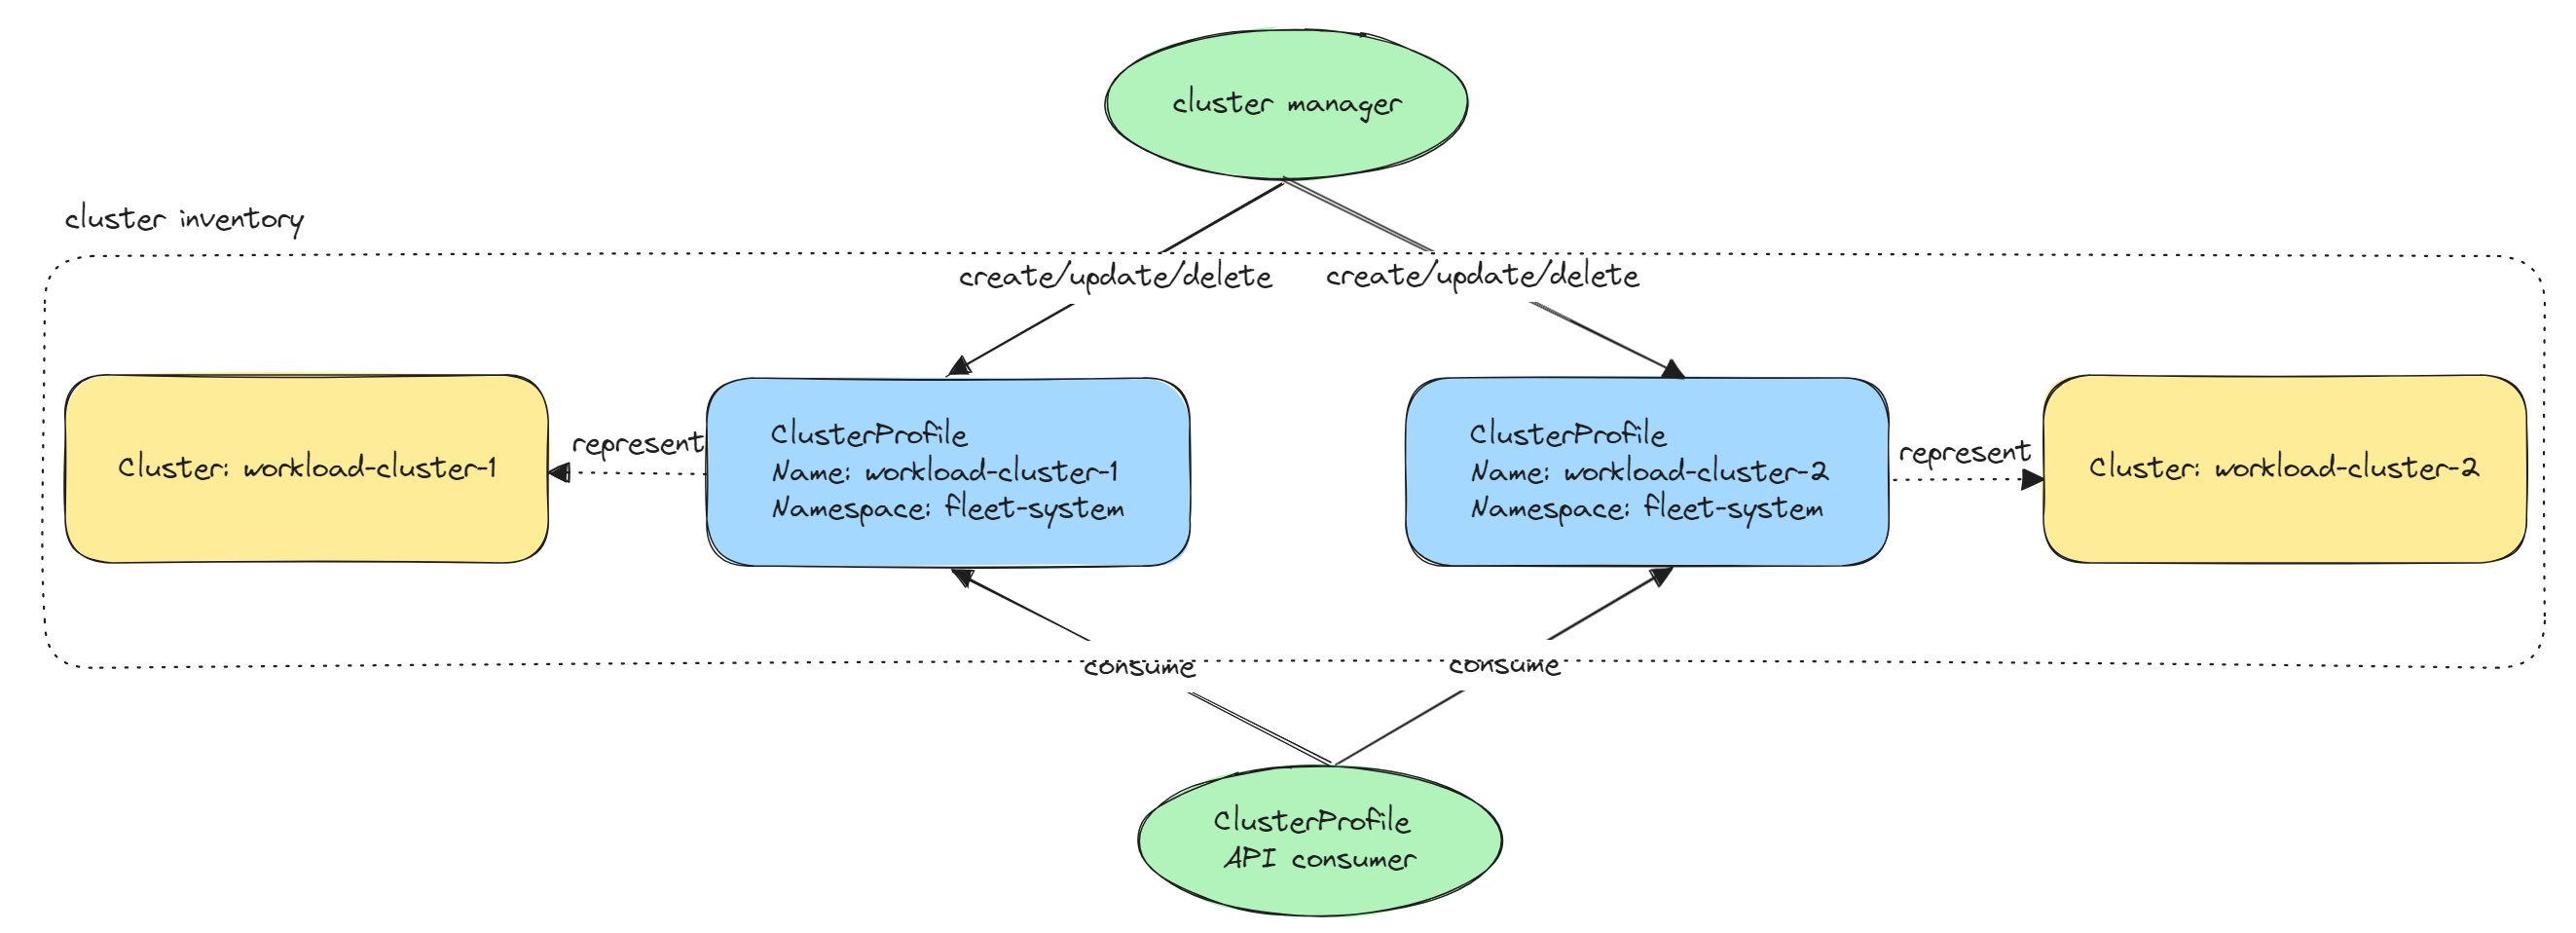 cluster manager
cluster inventory
create/update/delete
create/update/delete
Cluster: workload-cluster-1
represent
ClusterProfile
Name: workload-cluster-1
Namespace: fleet-system
ClusterProfile
Name: workload-cluster-2
Namespace: fleet-system
represent
Cluster: workload-cluster-2
consume
consume
ClusterProfile
API consumer